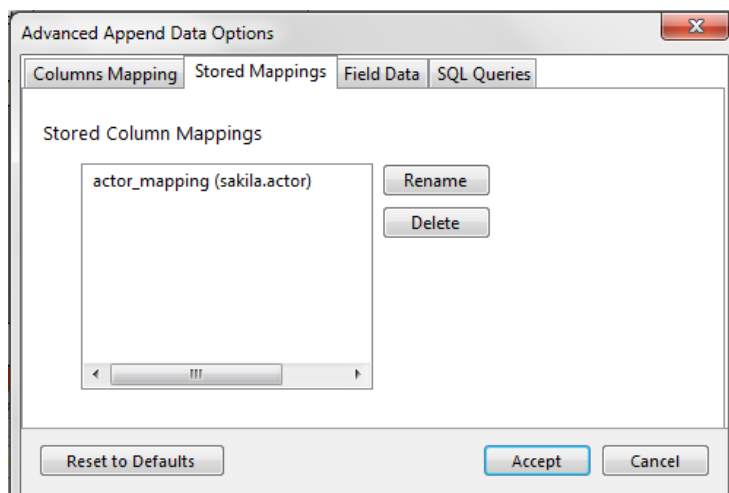 Advanced Append Data Options
Columns Mapping Stored Mappings Field Data SQL Queries
Stored Column Mappings
actor_mapping (sakila.actor)
Rename
Delete
Reset to Defaults Accept Cancel